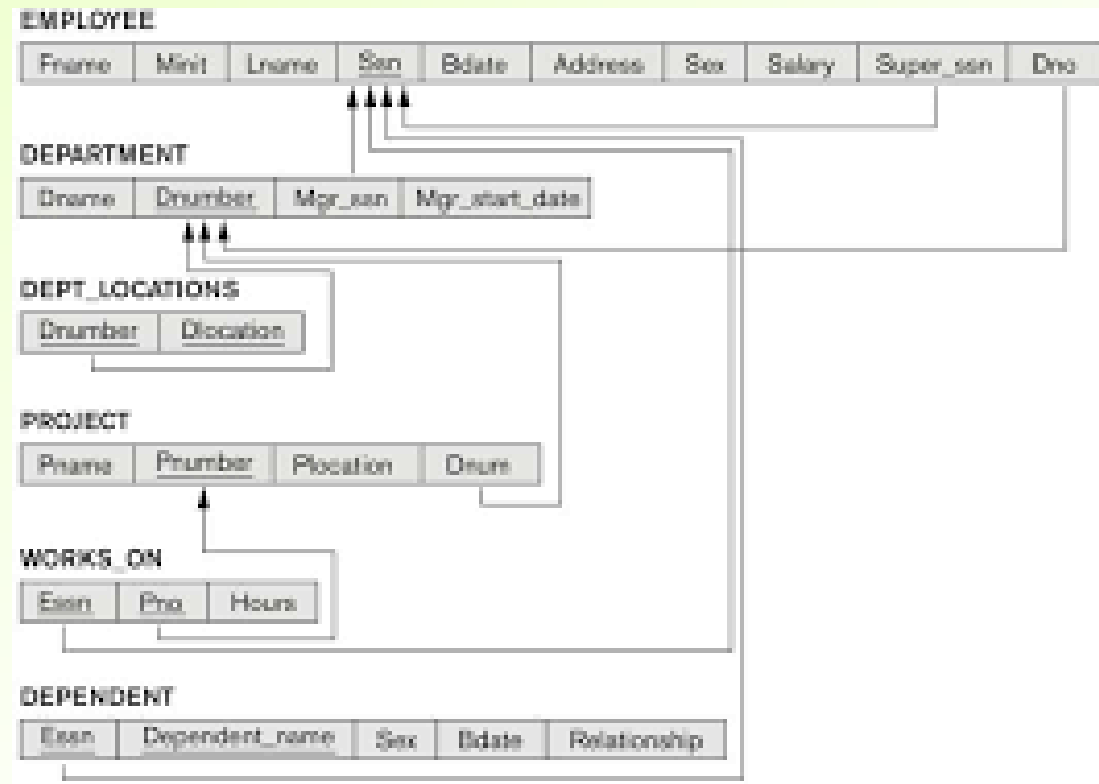 EMPLOYEE
Fname Minit Lname Ssn Bdate Address Sex Salary Super_ssn Dno
DEPARTMENT
Dname Dnumber Mgr_ssn Mgr_start_date
DEPT_LOCATIONS
Dnumber Dlocation
PROJECT
Pname Pnumber Plocation Dnum
WORKS_ON
Essn Pno Hours
DEPENDENT
Essn Dependent_name Sex Bdate Relationship